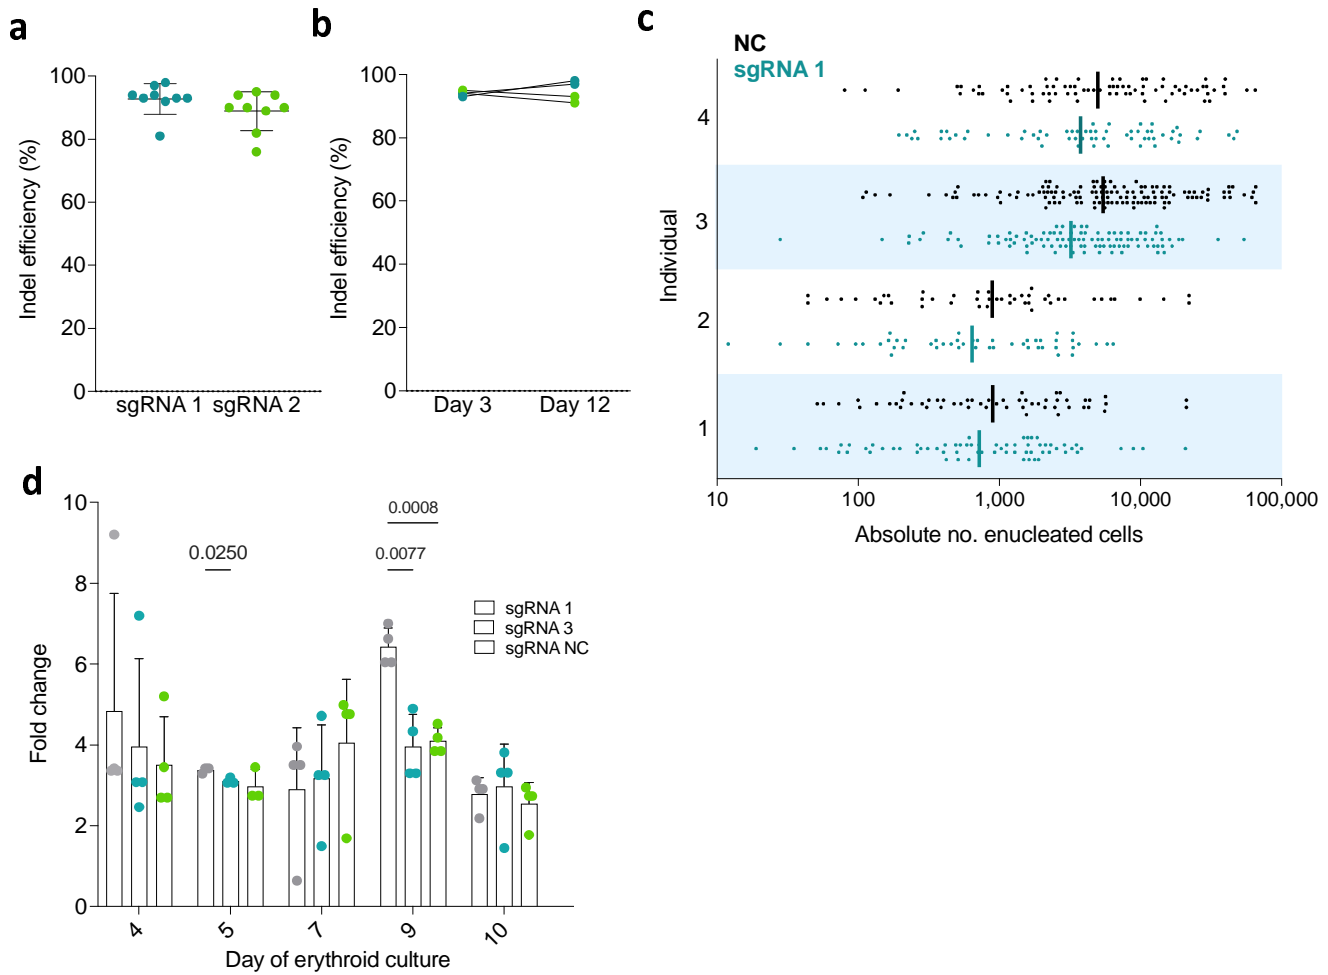 a
100
80
60
40
20
0
Indel efficiency (%)
sgRNA 1 sgRNA 2
b
100
80
60
40
20
0
Indel efficiency (%)
Day 3 Day 12
c
NC
sgRNA 1
Individual
4
3
2
1
10 100 1,000 10,000 100,000
Absolute no. enucleated cells
d
10
8
6
4
2
0
Fold change
0.0250
0.0008
0.0077
sgRNA 1
sgRNA 3
sgRNA NC
4 5 7 9 10
Day of erythroid culture